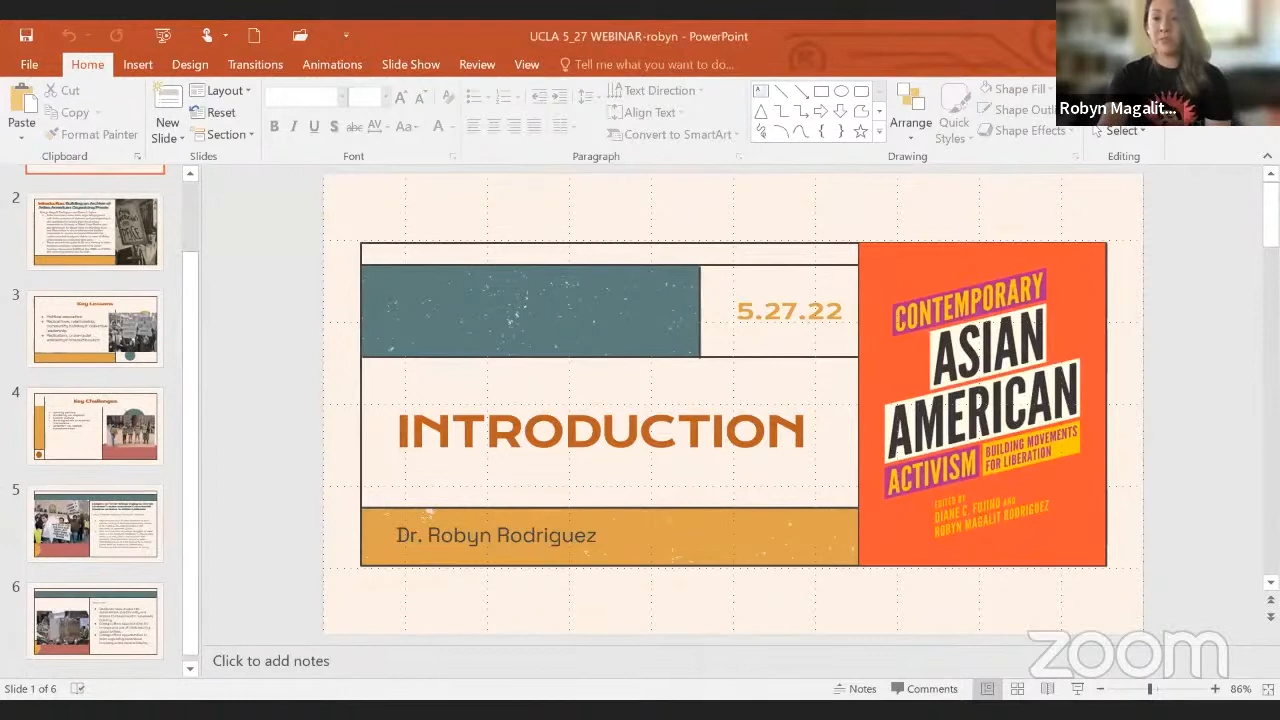 UCLA 5_27 WEBINAR-robyn - PowerPoint
File Home Insert Design Transitions Animations Slide Show Review View Tell me what you want to do...
Robyn Magalit...
Paste
Cut
Copy
Format Painter
Clipboard
New
Slide
Layout
Reset
Section
Slides
B I U S abc AV Aa A
Font
Text Direction
Align Text
Convert to SmartArt
Paragraph
Arrange
Quick
Styles
Shape Fill
Shape Outl
Shape Effects
Drawing
Select
Editing
2
3
Key Lessons
4
Key Challenges
5
6
5.27.22
INTRODUCTION
Dr. Robyn Rodriguez
CONTEMPORARY
ASIAN
AMERICAN
ACTIVISM
BUILDING MOVEMENTS
FOR LIBERATION
EDITED BY
DIANE C. FUJINO AND
ROBYN MAGALIT RODRIGUEZ
Click to add notes
zoom
Slide 1 of 6
Notes
Comments
86%